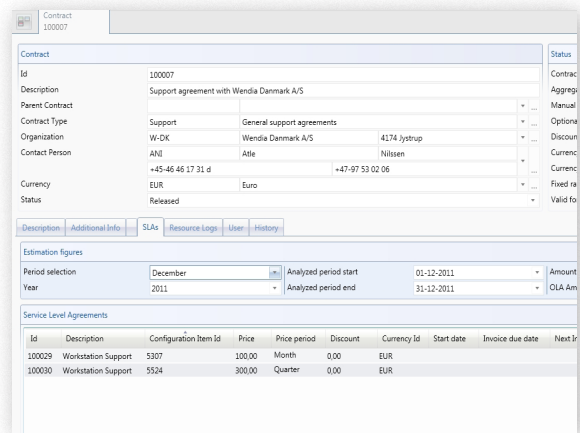 Contract
100007
Contract
Status
Id 100007
Description Support agreement with Wendia Danmark A/S
Aggrega
Parent Contract
Manual
Contract Type Support General support agreements
Optiona
Organization W-DK Wendia Danmark A/S 4174 Jystrup
Discoun
Contact Person ANI Atle Nilssen
Currenc
+45-46 46 17 31 d +47-97 53 02 06
Currenc
Currency EUR Euro
Fixed ra
Status Released
Valid fo
Description Additional Info SLAs Resource Logs User History
Estimation figures
Period selection December Analyzed period start 01-12-2011 Amount
Year 2011 Analyzed period end 31-12-2011 OLA Am
Service Level Agreements
Id Description Configuration Item Id Price Price period Discount Currency Id Start date Invoice due date Next In
100029 Workstation Support 5307 100,00 Month 0,00 EUR
100030 Workstation Support 5524 300,00 Quarter 0,00 EUR